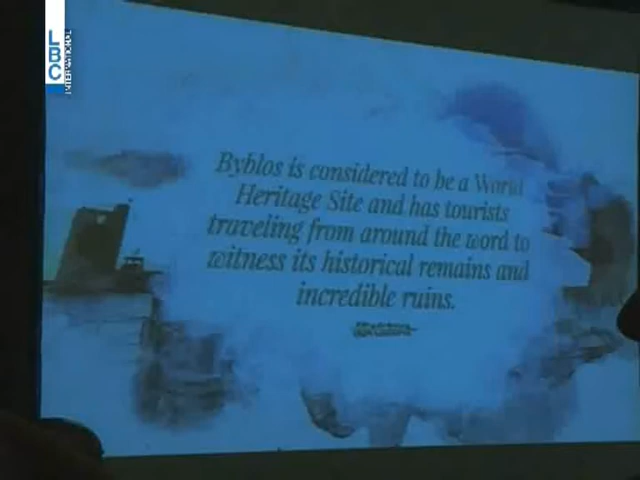 LBC
INTERNATIONAL
Byblos is considered to be a World
Heritage Site and has tourists
traveling from around the word to
witness its historical remains and
incredible ruins.